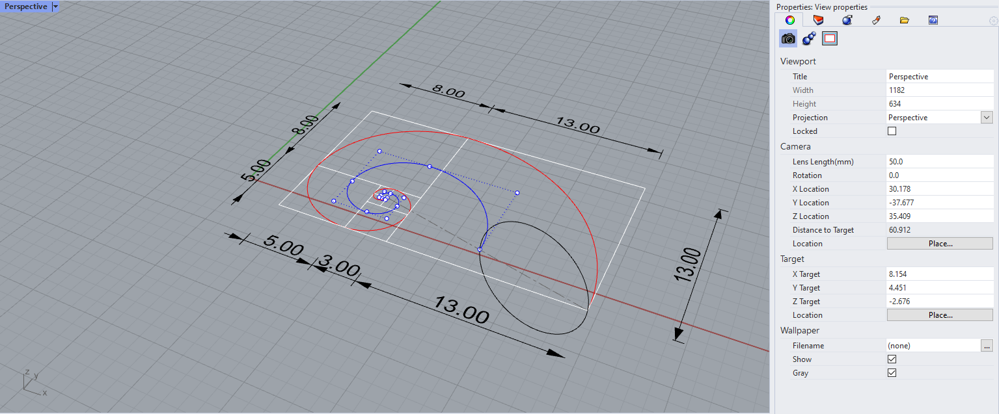 Perspective
8.00
13.00
8.00
5.00
5.00
3.00
13.00
13.00
z
y
x
Properties: View properties
Viewport
Title Perspective
Width 1182
Height 634
Projection Perspective
Locked
Camera
Lens Length(mm) 50.0
Rotation 0.0
X Location 30.178
Y Location -37.677
Z Location 35.409
Distance to Target 60.912
Location Place...
Target
X Target 8.154
Y Target 4.451
Z Target -2.676
Location Place...
Wallpaper
Filename (none) ...
Show
Gray